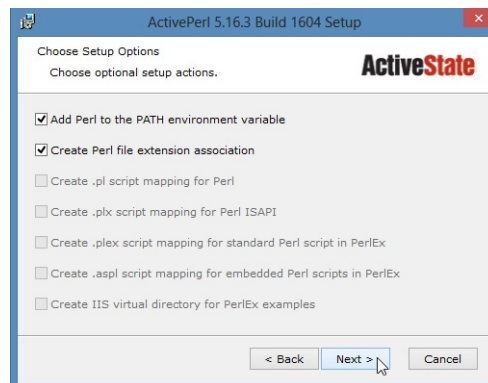 ActivePerl 5.16.3 Build 1604 Setup
Choose Setup Options
Choose optional setup actions.
ActiveState
Add Perl to the PATH environment variable
Create Perl file extension association
Create .pl script mapping for Perl
Create .plx script mapping for Perl ISAPI
Create .plex script mapping for standard Perl script in PerlEx
Create .aspl script mapping for embedded Perl scripts in PerlEx
Create IIS virtual directory for PerlEx examples
< Back Next > Cancel